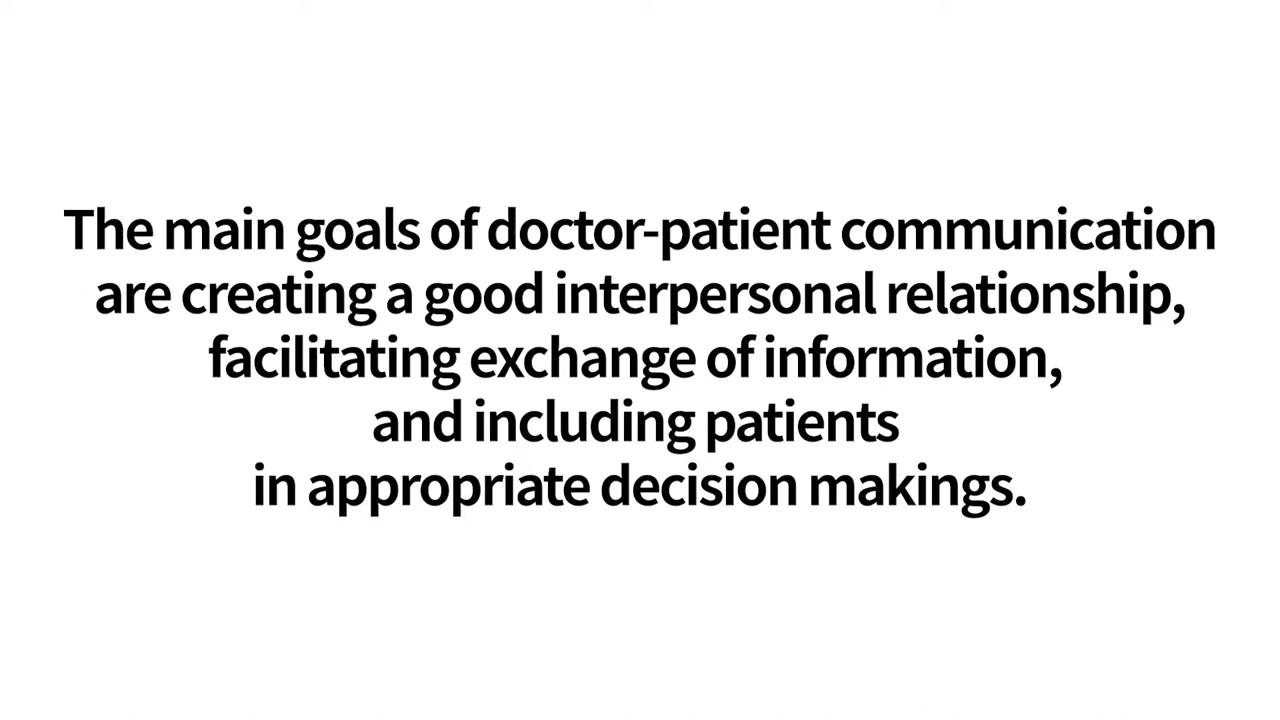 The main goals of doctor-patient communication
are creating a good interpersonal relationship,
facilitating exchange of information,
and including patients
in appropriate decision makings.